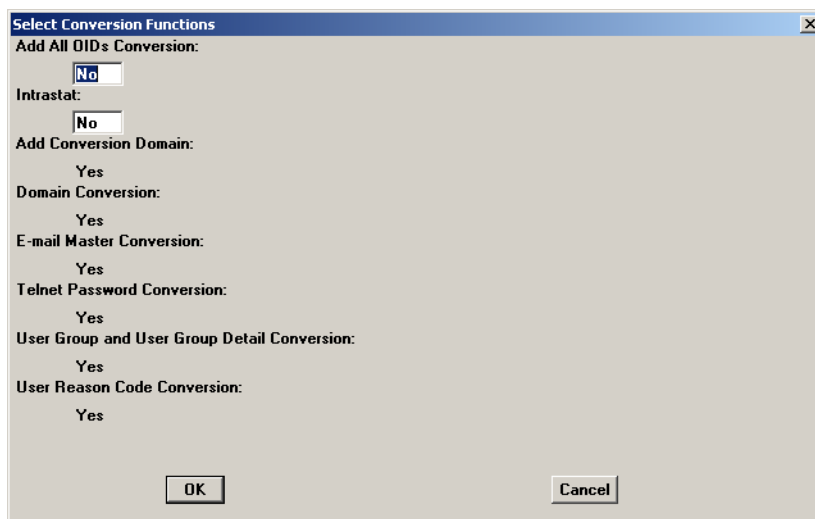 Select Conversion Functions
Add All OIDs Conversion:
No
Intrastat:
No
Add Conversion Domain:
Yes
Domain Conversion:
Yes
E-mail Master Conversion:
Yes
Telnet Password Conversion:
Yes
User Group and User Group Detail Conversion:
Yes
User Reason Code Conversion:
Yes
OK Cancel